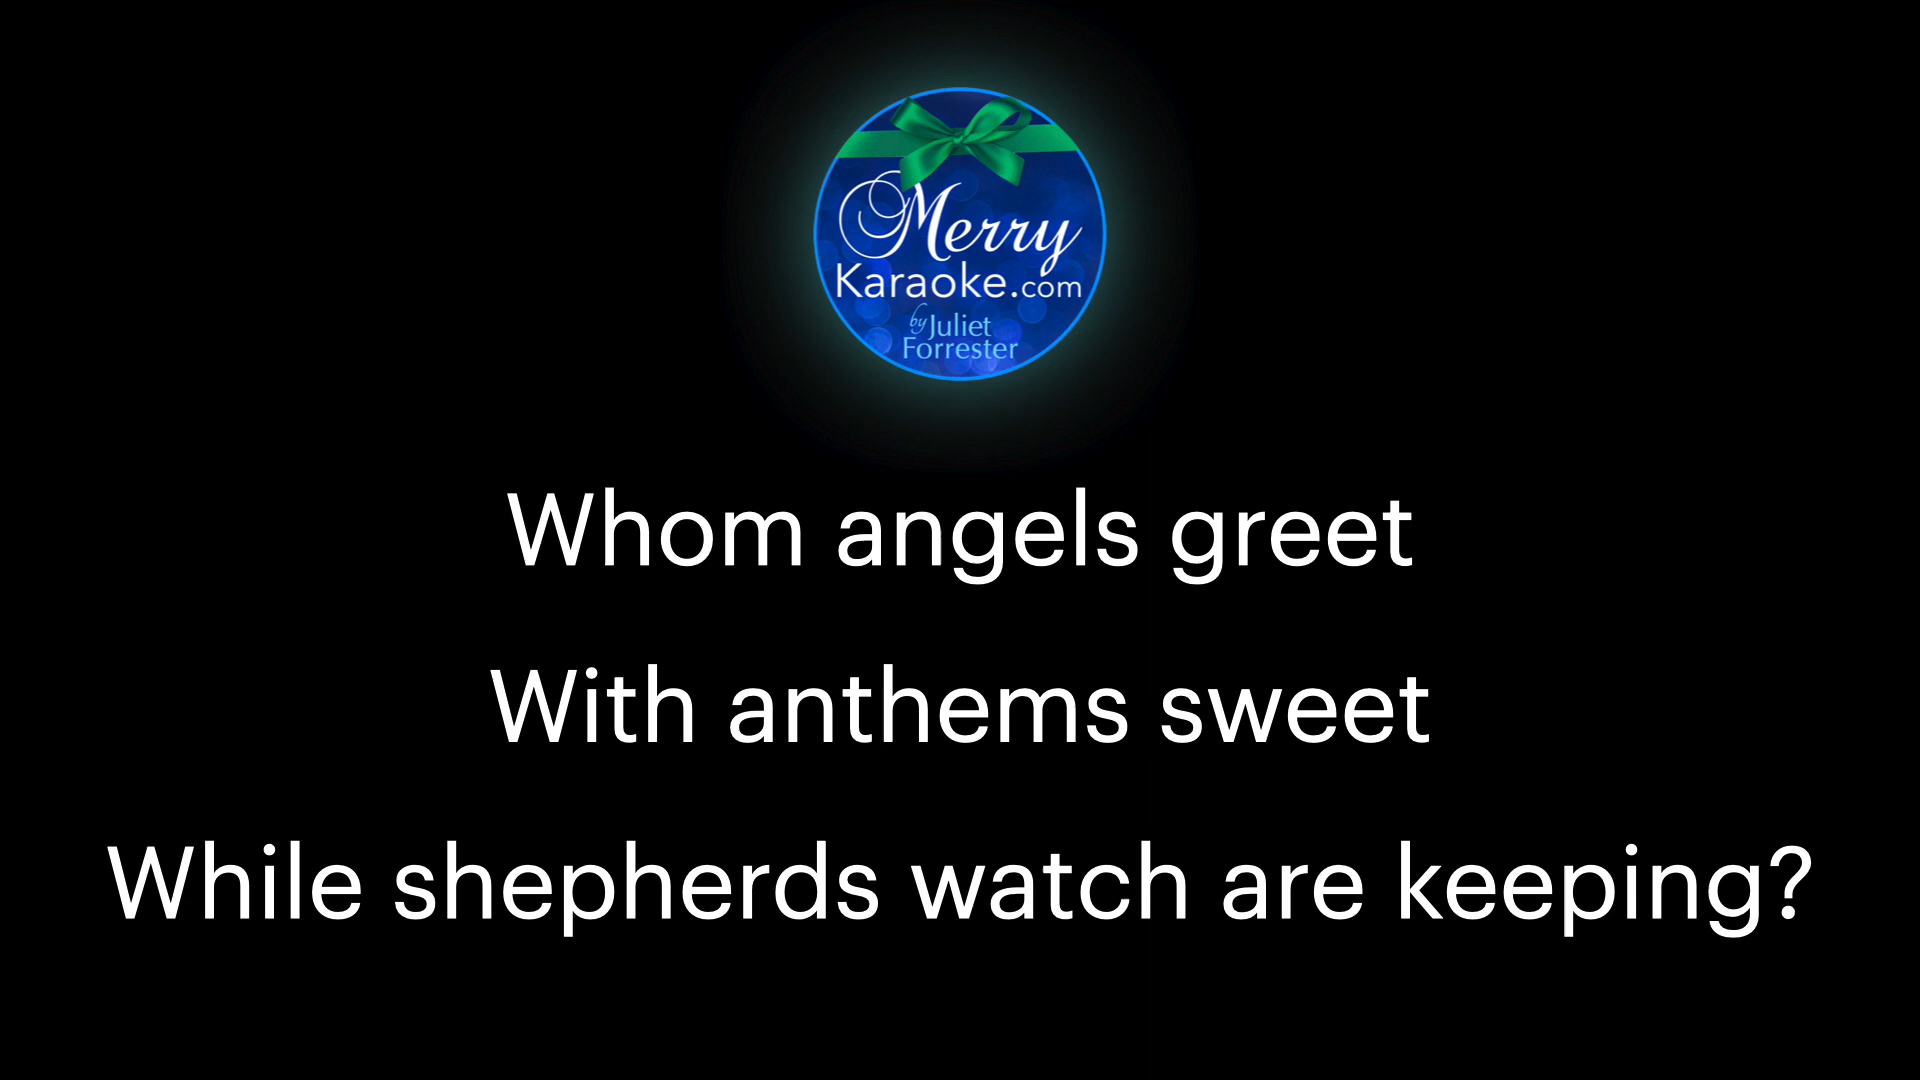 Merry
Karaoke.com
by Juliet
Forrester
Whom angels greet
With anthems sweet
While shepherds watch are keeping?